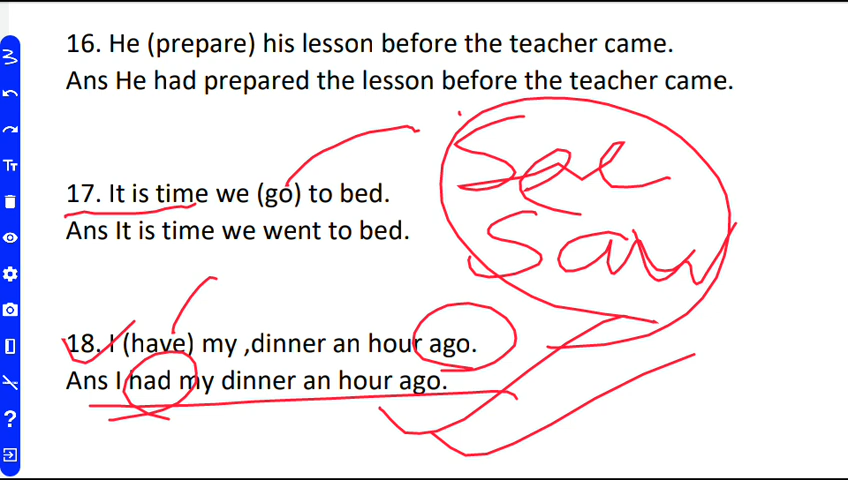 16. He (prepare) his lesson before the teacher came.
Ans He had prepared the lesson before the teacher came.
17. It is time we (go) to bed.
Ans It is time we went to bed.
18. I (have) my ,dinner an hour ago.
Ans I had my dinner an hour ago.
See
Saw